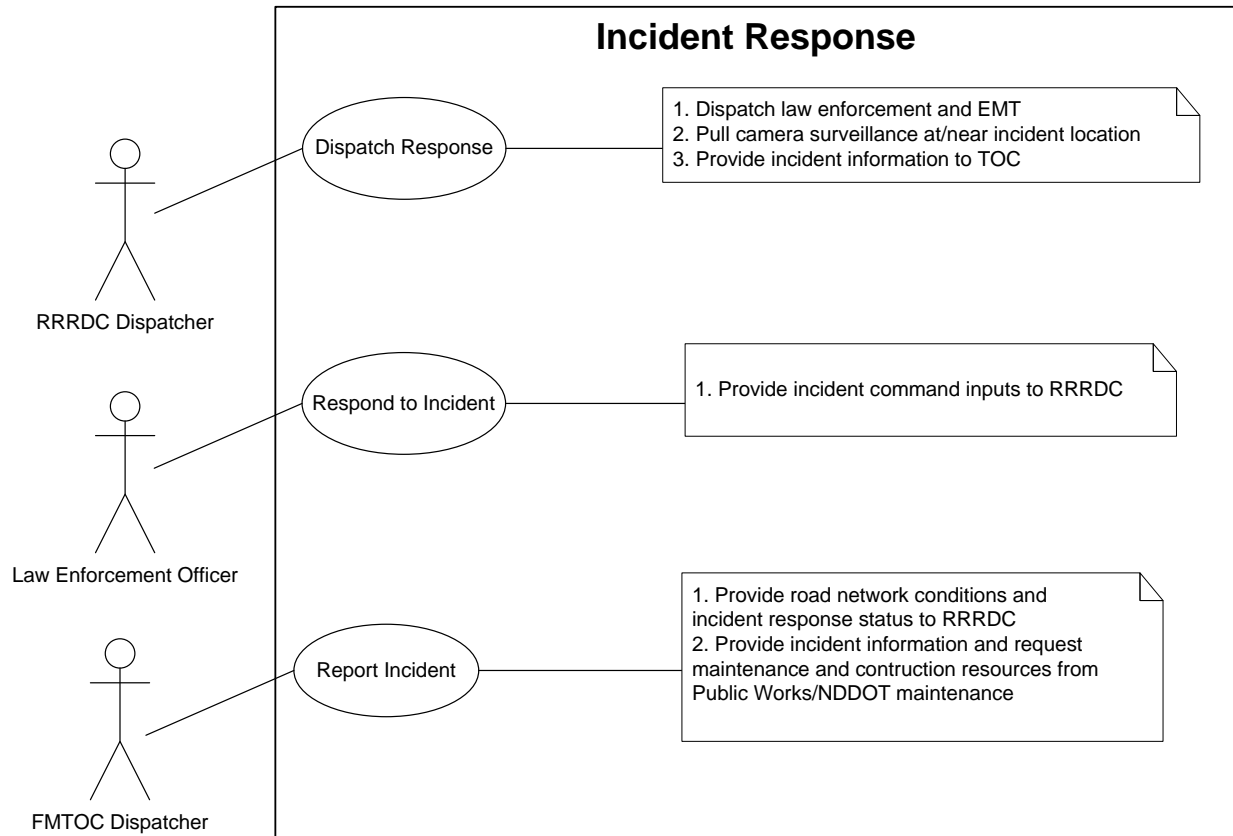 Incident Response
Dispatch Response
1. Dispatch law enforcement and EMT
2. Pull camera surveillance at/near incident location
3. Provide incident information to TOC
RRRDC Dispatcher
Respond to Incident
1. Provide incident command inputs to RRRDC
Law Enforcement Officer
Report Incident
1. Provide road network conditions and
incident response status to RRRDC
2. Provide incident information and request
maintenance and contruction resources from
Public Works/NDDOT maintenance
FMTOC Dispatcher